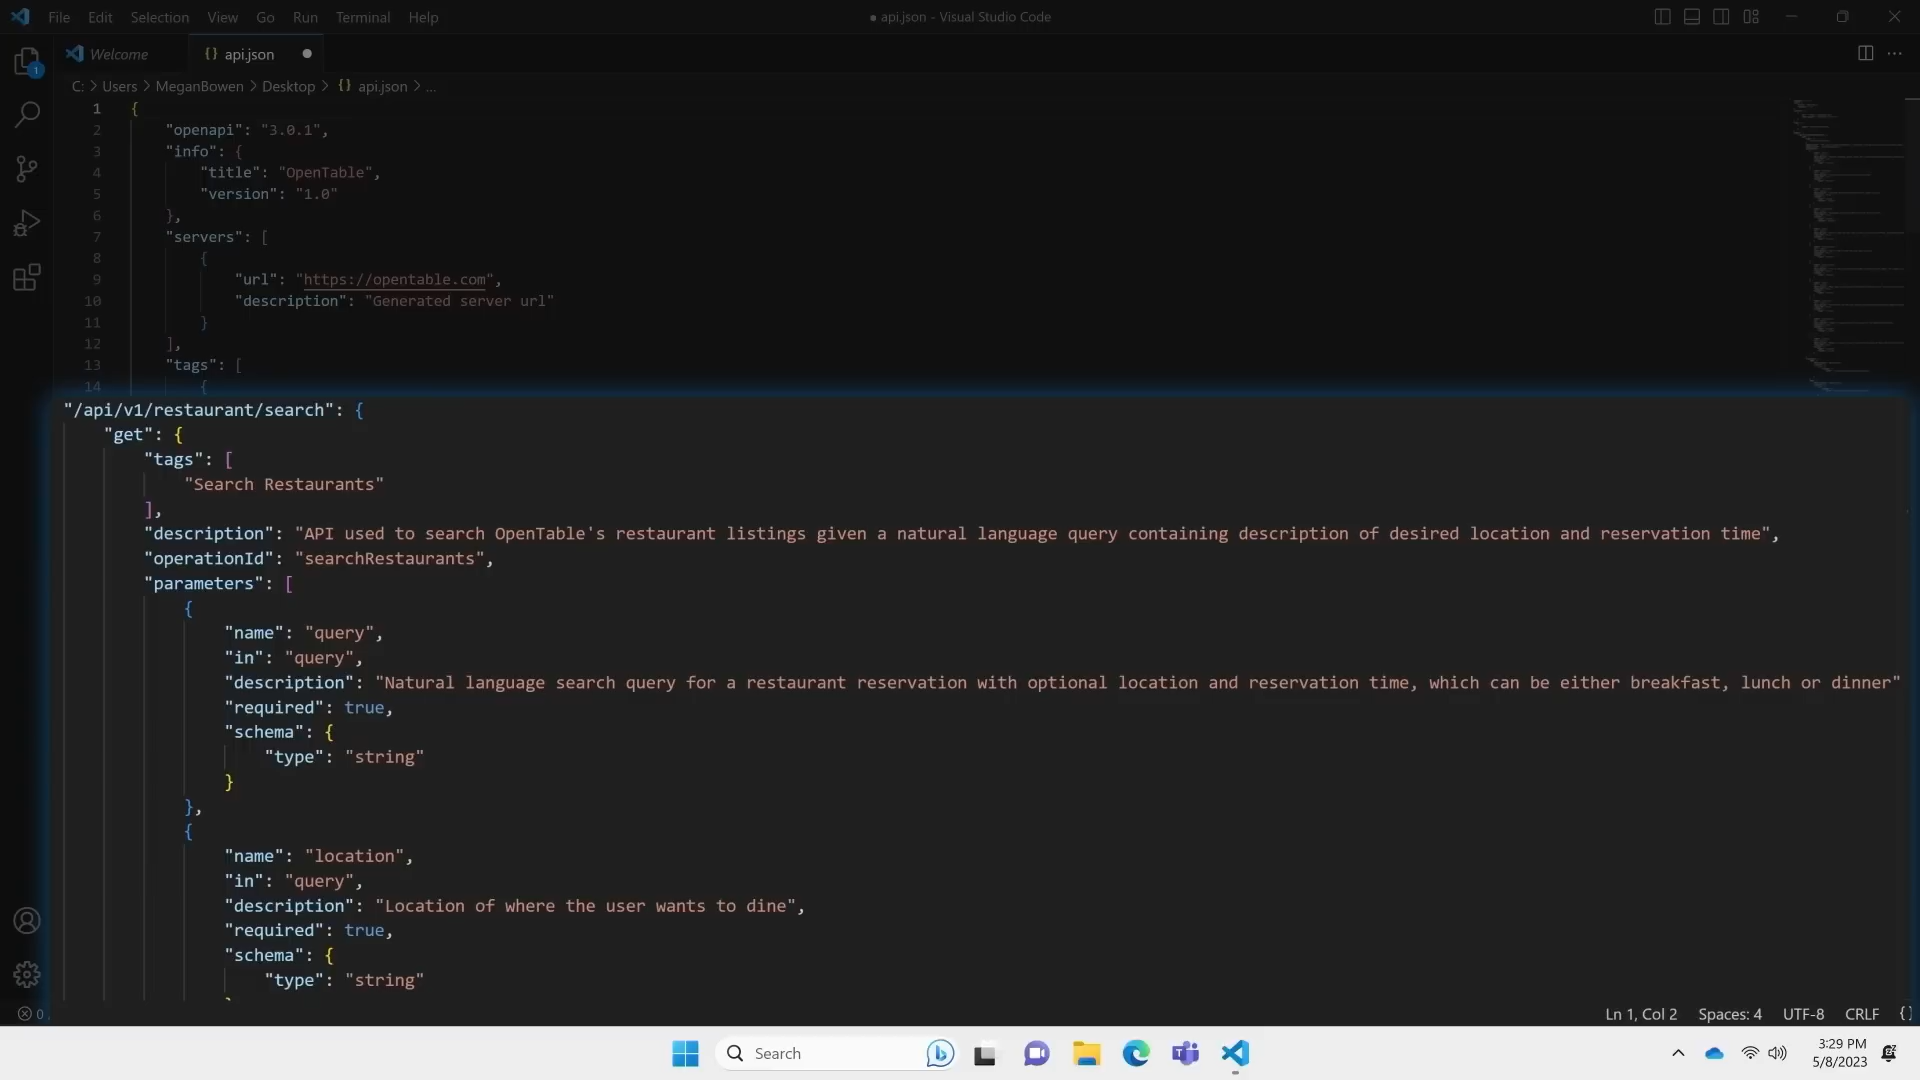 File Edit Selection View Go Run Terminal Help
● api.json - Visual Studio Code
Welcome
{} api.json ●
C: > Users > MeganBowen > Desktop > {} api.json > ...
1 {
2 "openapi": "3.0.1",
3 "info": {
4 "title": "OpenTable",
5 "version": "1.0"
6 },
7 "servers": [
8 {
9 "url": "https://opentable.com",
10 "description": "Generated server url"
11 }
12 ],
13 "tags": [
14 {
"/api/v1/restaurant/search": {
"get": {
"tags": [
"Search Restaurants"
],
"description": "API used to search OpenTable's restaurant listings given a natural language query containing description of desired location and reservation time",
"operationId": "searchRestaurants",
"parameters": [
{
"name": "query",
"in": "query",
"description": "Natural language search query for a restaurant reservation with optional location and reservation time, which can be either breakfast, lunch or dinner"
"required": true,
"schema": {
"type": "string"
}
},
{
"name": "location",
"in": "query",
"description": "Location of where the user wants to dine",
"required": true,
"schema": {
"type": "string"
1
0
Ln 1, Col 2 Spaces: 4 UTF-8 CRLF {}
Search
3:29 PM
5/8/2023